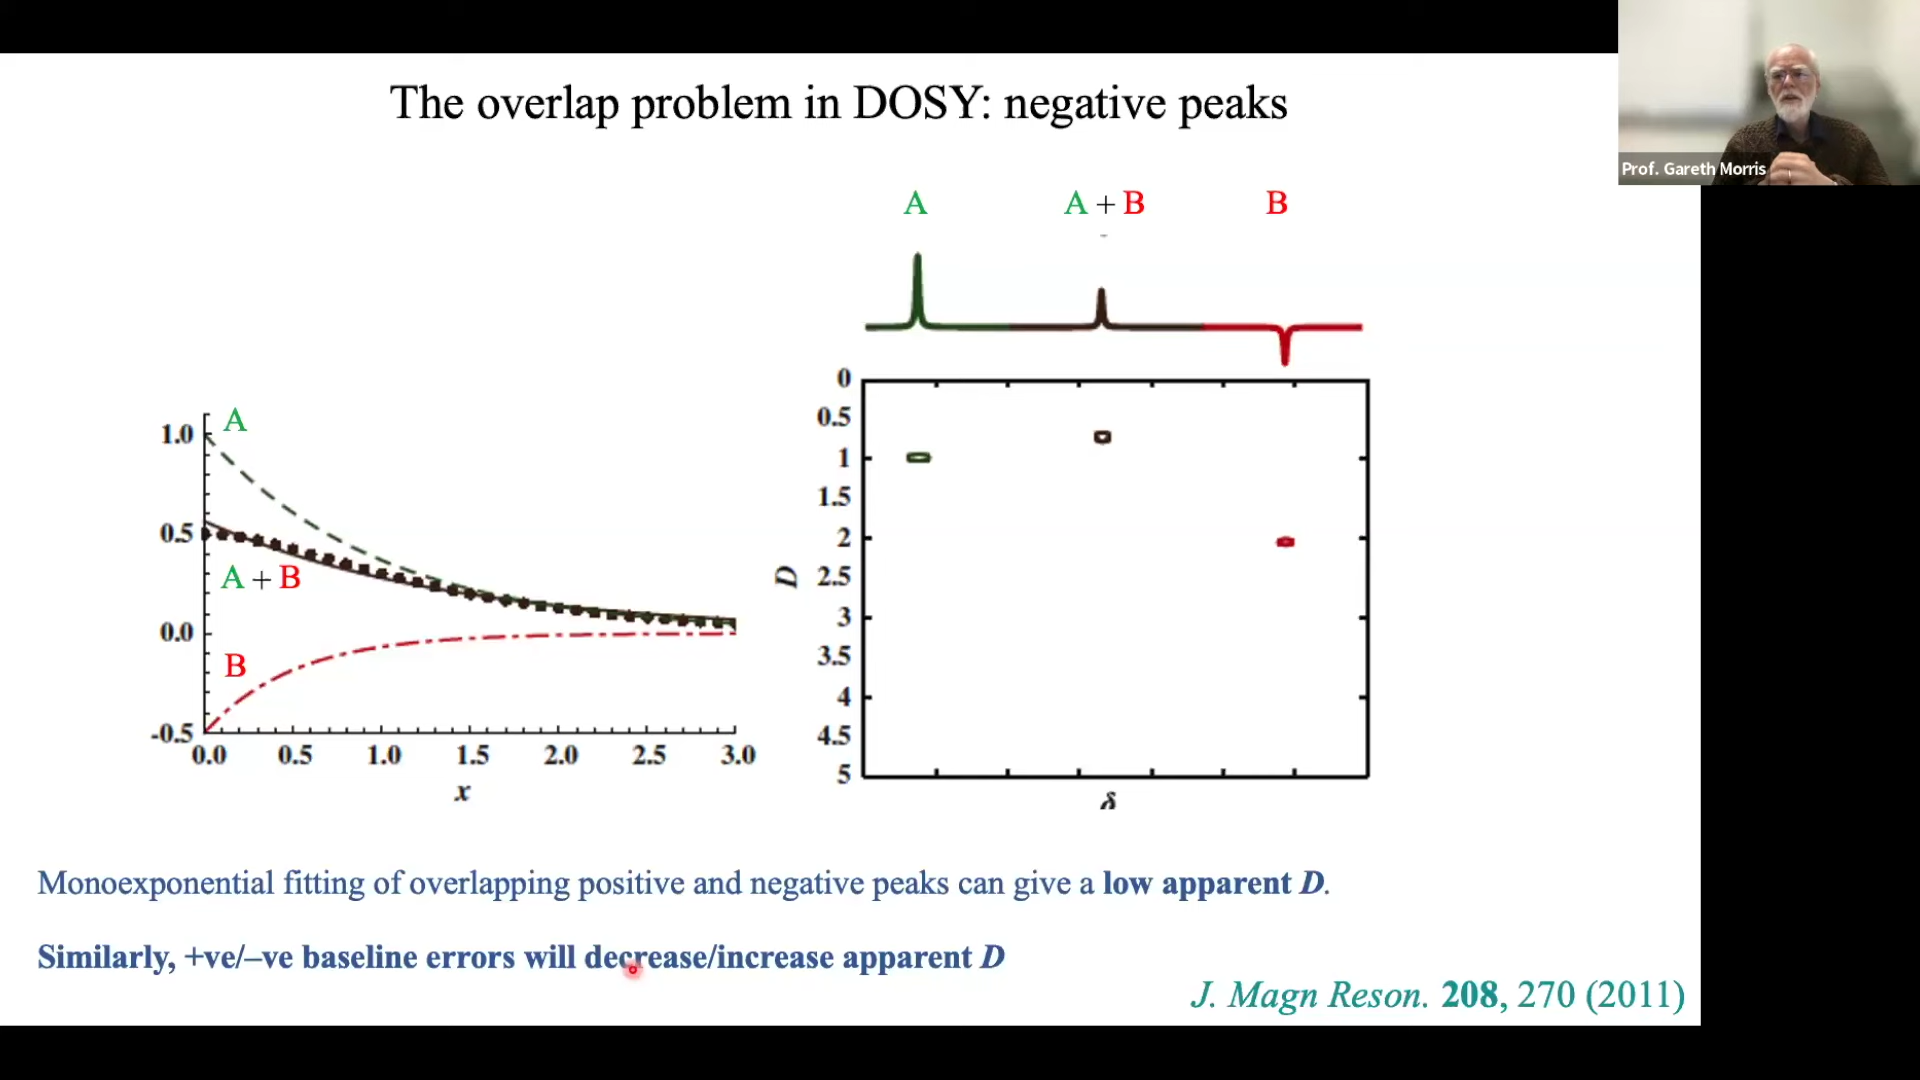 The overlap problem in DOSY: negative peaks
Prof. Gareth Morris
A
A + B
B
A
A + B
B
1.0
0.5
0.0
-0.5
0.0 0.5 1.0 1.5 2.0 2.5 3.0
x
0
0.5
1
1.5
2
2.5
3
3.5
4
4.5
5
D
δ
Monoexponential fitting of overlapping positive and negative peaks can give a low apparent D.
Similarly, +ve/–ve baseline errors will decrease/increase apparent D
J. Magn Reson. 208, 270 (2011)